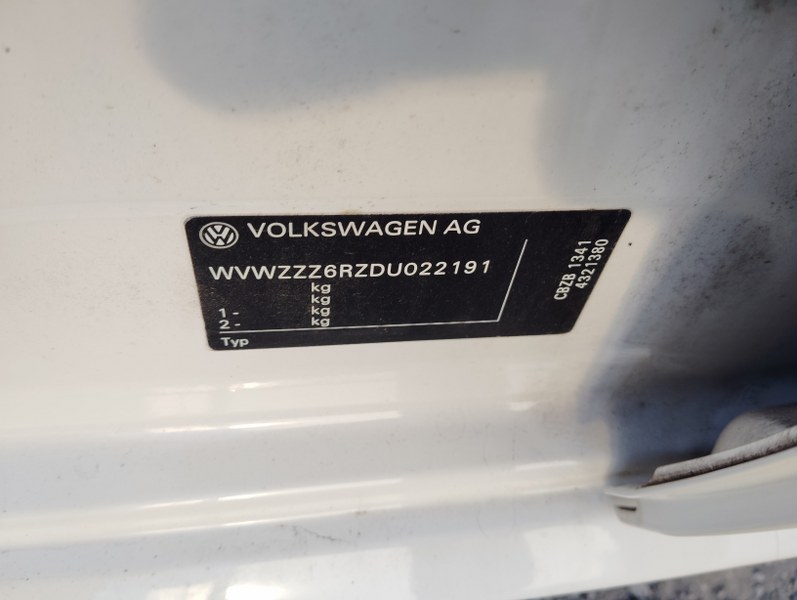 VOLKSWAGEN AG
WVWZZZ6RZDU022191
kg
kg
1 - kg
2 - kg
Typ
CBZB 1341
4321380